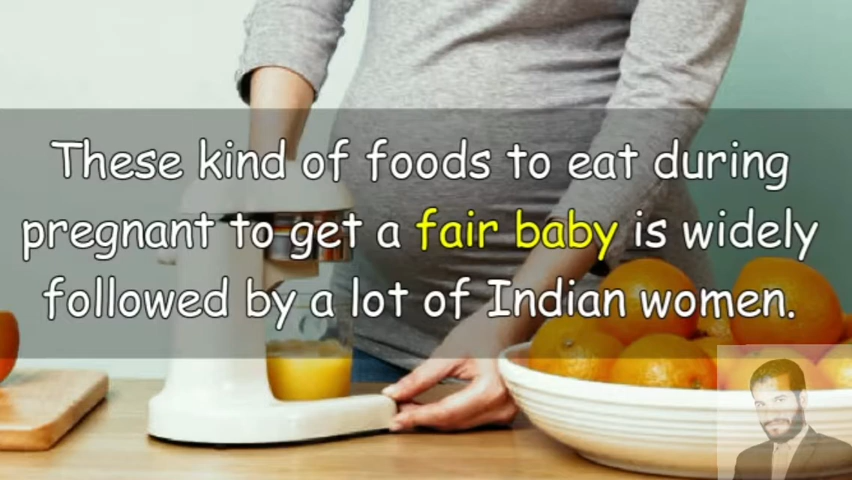 These kind of foods to eat during
pregnant to get a fair baby is widely
followed by a lot of Indian women.